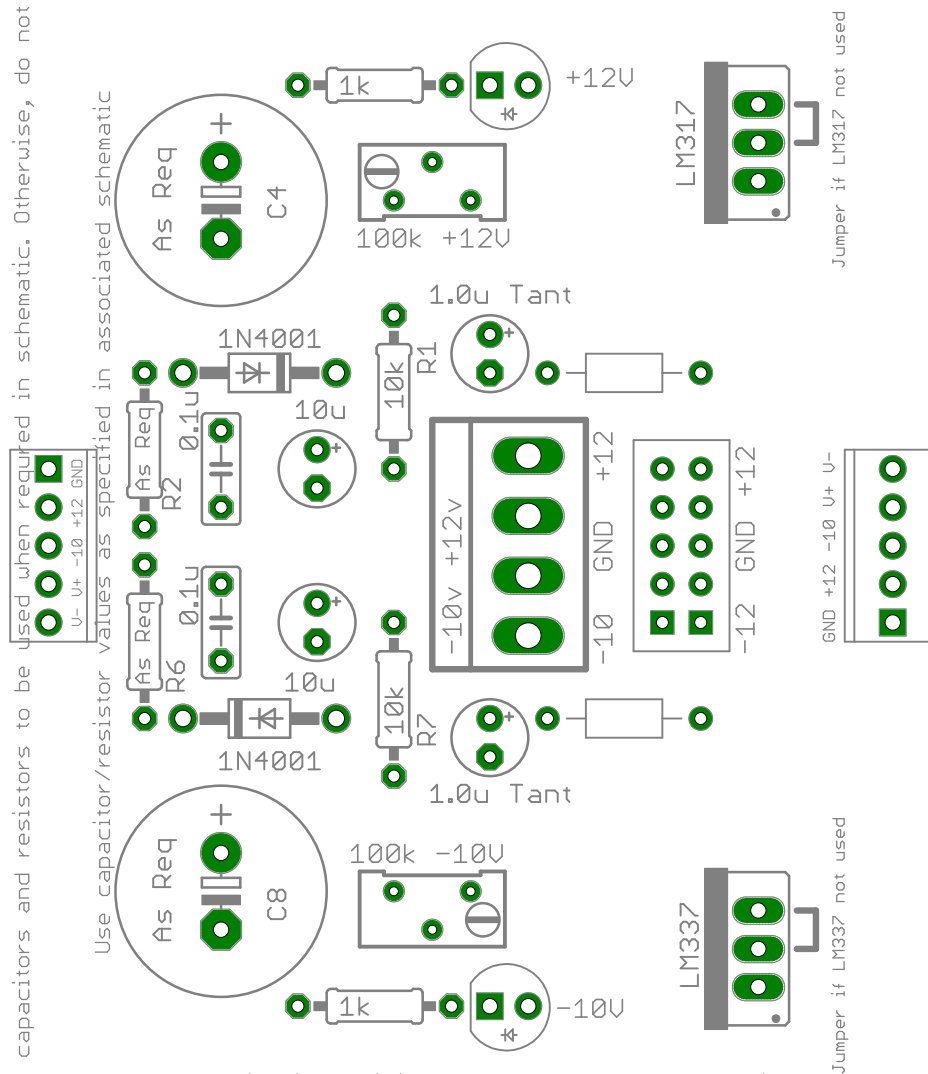 capacitors and resistors to be used when requred in schematic. Otherwise, do not
Use capacitor/resistor values as specified in associated schematic
1k
+12V
LM317
Jumper if LM317 not used
+
As Req
C4
100k +12V
1.0u Tant
+
1N4001
10k
R1
As Req
R2
0.1u
10u
+
V- V+ -10 +12 GND
-10v +12v
-10 GND +12
-12 GND +12
GND +12 -10 V+ V-
As Req
R6
0.1u
10u
+
1N4001
10k
R7
+
1.0u Tant
+
As Req
C8
100k -10V
LM337
Jumper if LM337 not used
1k
-10V